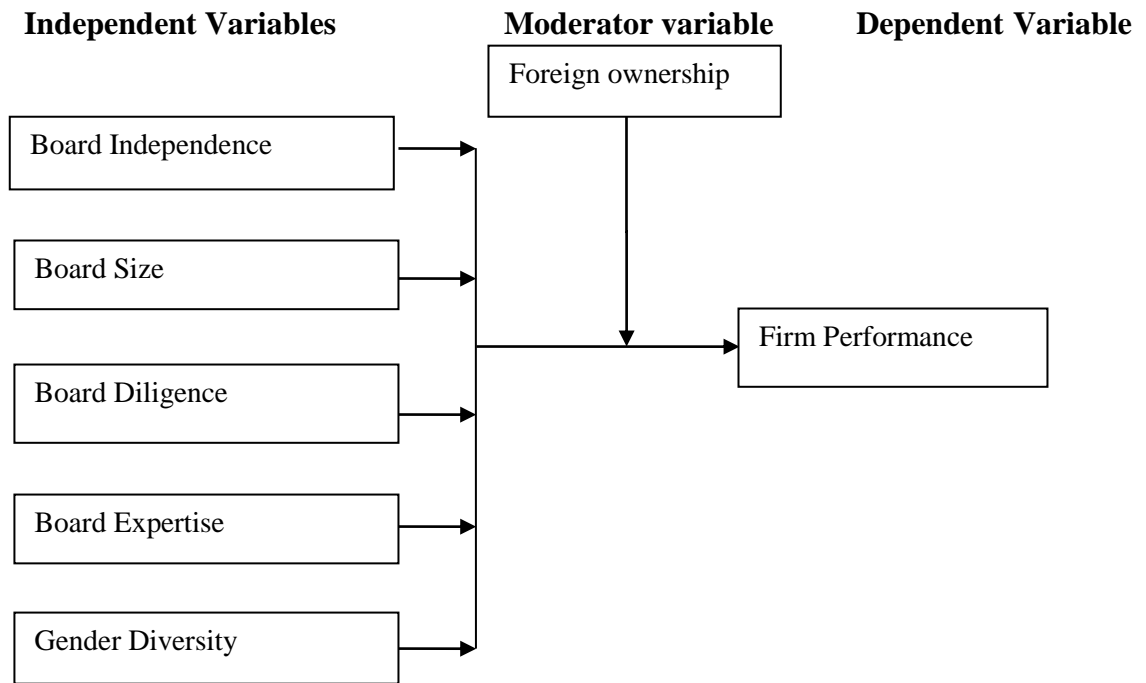 Independent Variables
Moderator variable
Dependent Variable
Foreign ownership
Board Independence
Board Size
Firm Performance
Board Diligence
Board Expertise
Gender Diversity